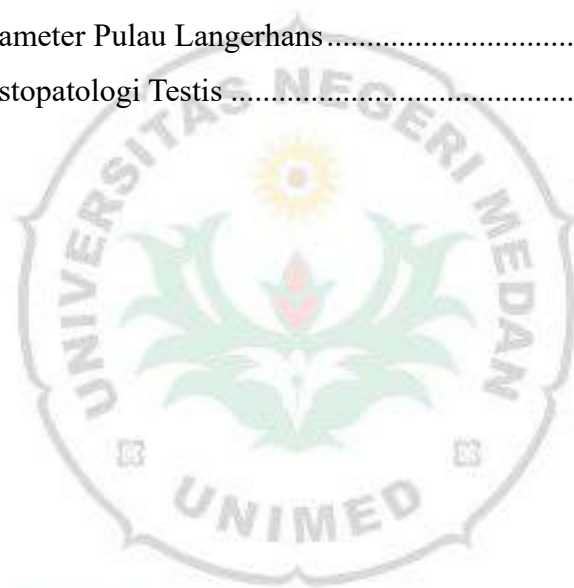 ameter Pulau Langerhans..............................
stopatologi Testis ..........................................
UNIVERSITAS NEGERI MEDAN
UNIMED